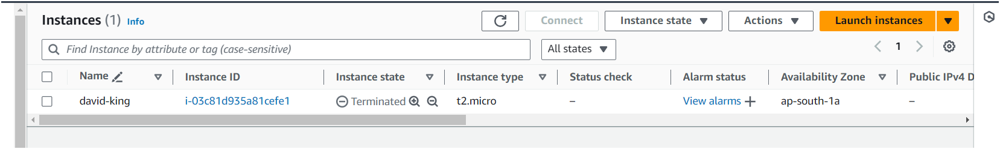 Instances (1) Info
Connect Instance state Actions Launch instances
Find Instance by attribute or tag (case-sensitive) All states 1
Name Instance ID Instance state Instance type Status check Alarm status Availability Zone Public IPv4 D
david-king i-03c81d935a81cefe1 Terminated t2.micro – View alarms ap-south-1a –